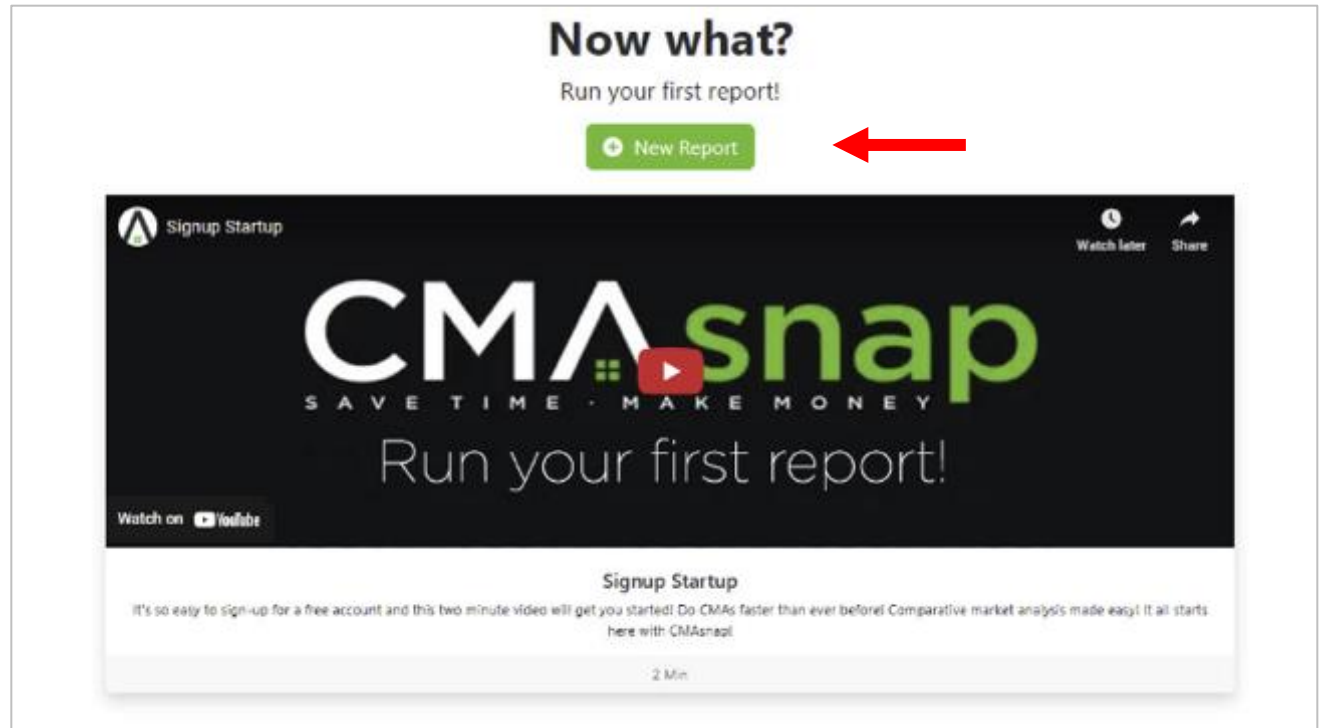 Now what?
Run your first report!
New Report
Signup Startup
Watch later Share
CMAsnap
SAVE TIME · MAKE MONEY
Run your first report!
Watch on YouTube
Signup Startup
It's so easy to sign-up for a free account and this two minute video will get you started! Do CMAs faster than ever before! Comparative market analysis made easy! It all starts
here with CMAsnap!
2 Min